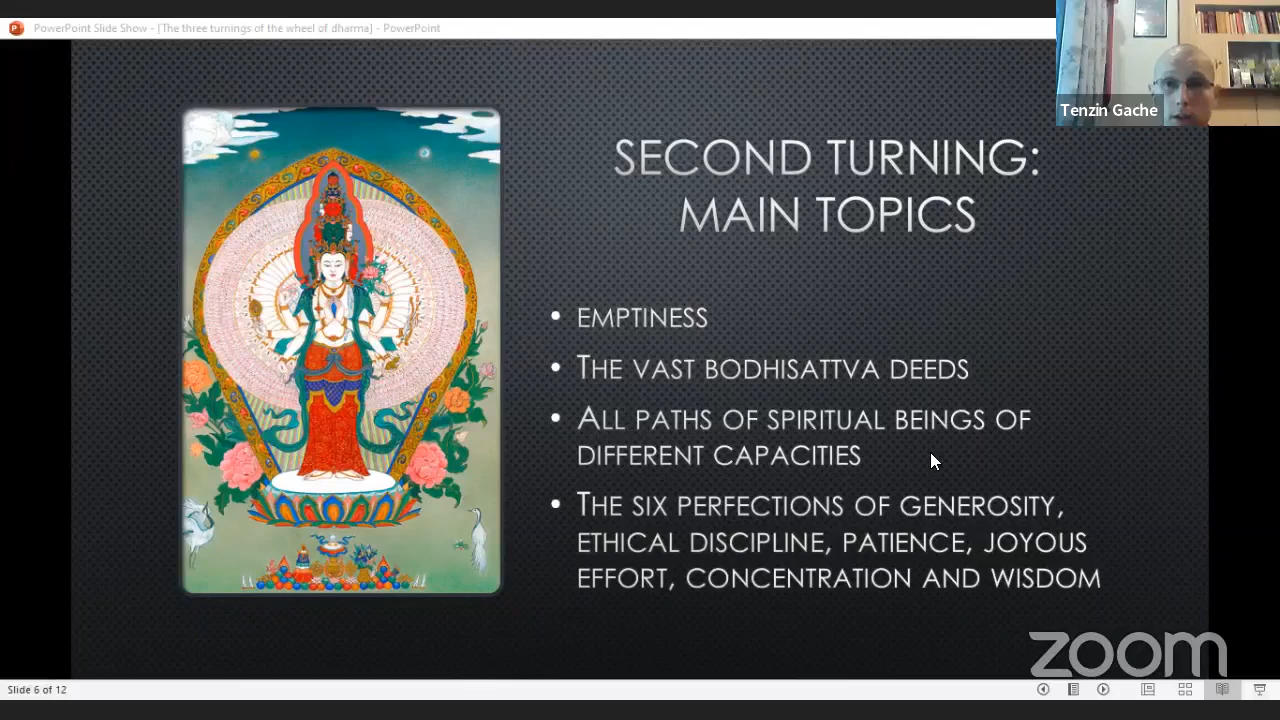 PowerPoint Slide Show - [The three turnings of the wheel of dharma] - PowerPoint
Tenzin Gache
SECOND TURNING:
MAIN TOPICS
• EMPTINESS
• THE VAST BODHISATTVA DEEDS
• ALL PATHS OF SPIRITUAL BEINGS OF
DIFFERENT CAPACITIES
• THE SIX PERFECTIONS OF GENEROSITY,
ETHICAL DISCIPLINE, PATIENCE, JOYOUS
EFFORT, CONCENTRATION AND WISDOM
zoom
Slide 6 of 12